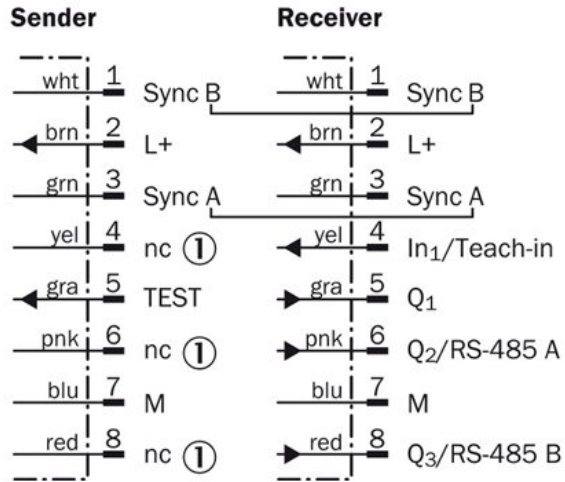 Sender Receiver
wht 1 Sync B wht 1 Sync B
brn 2 L+ brn 2 L+
grn 3 Sync A grn 3 Sync A
yel 4 nc ① yel 4 In1/Teach-in
gra 5 TEST gra 5 Q1
pnk 6 nc ① pnk 6 Q2/RS-485 A
blu 7 M blu 7 M
red 8 nc ① red 8 Q3/RS-485 B